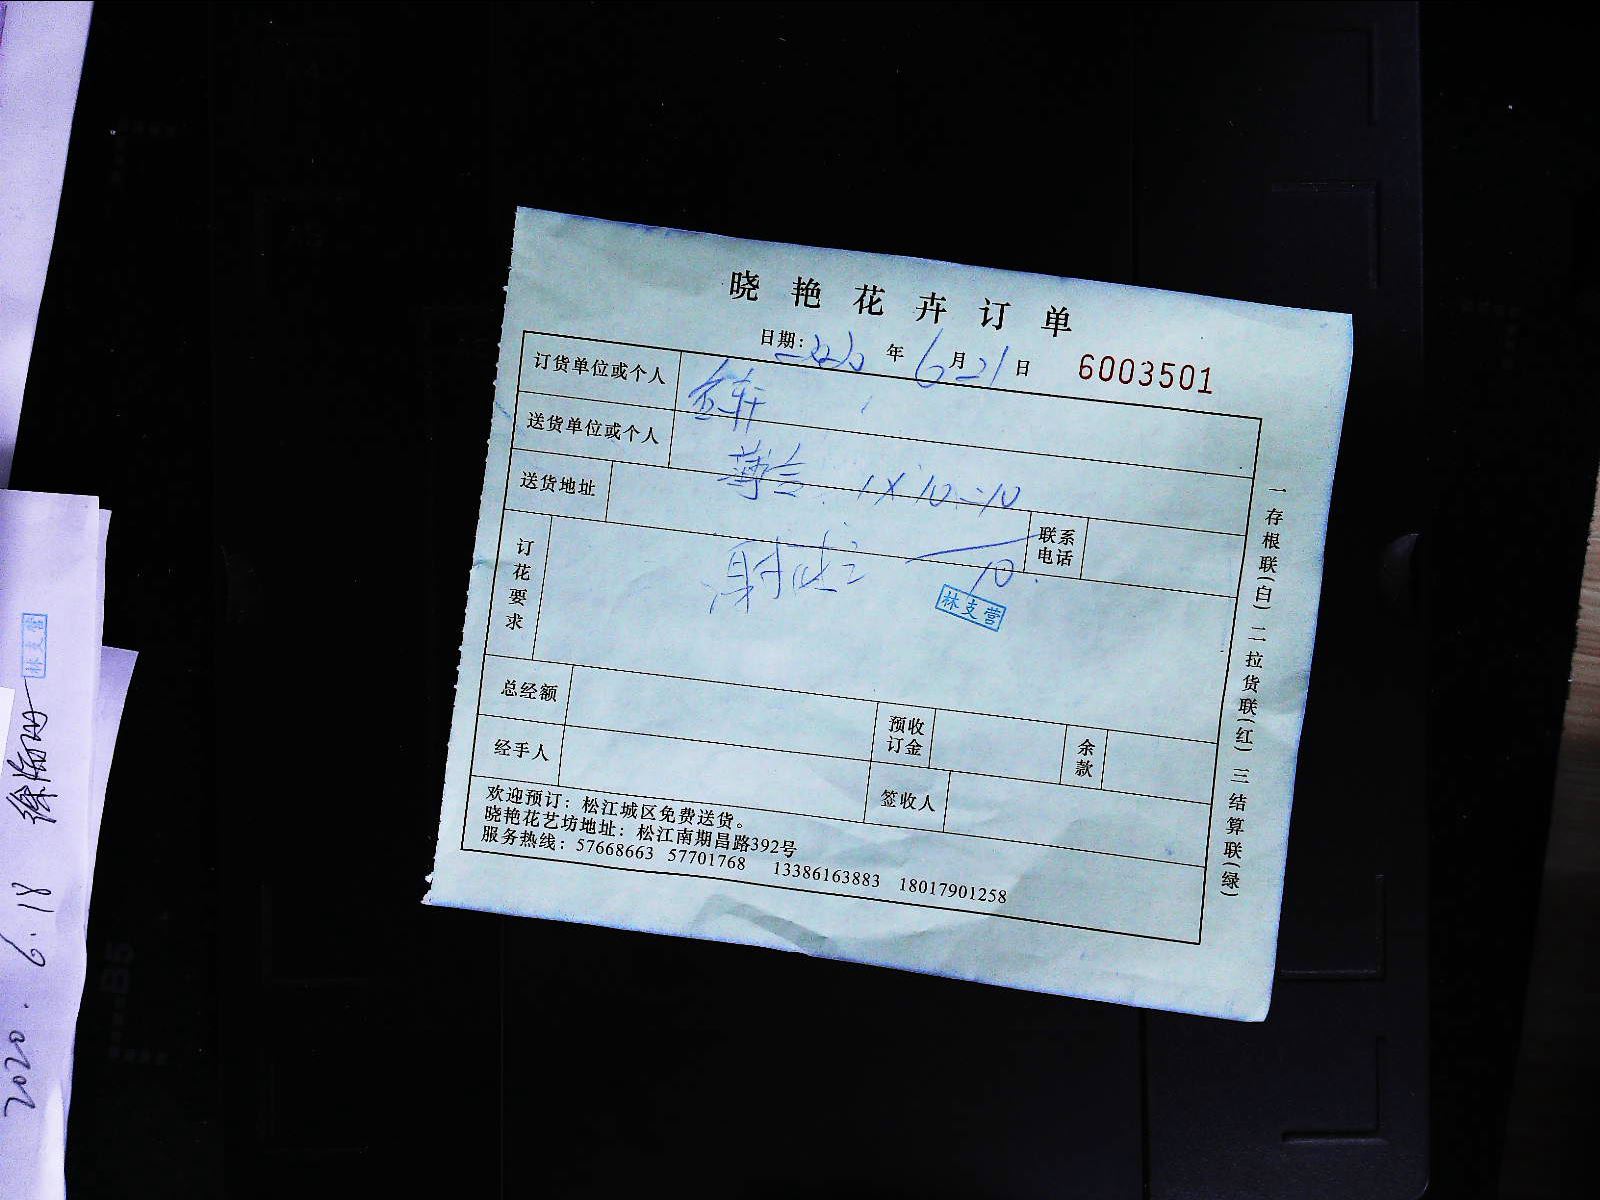 晓艳花卉订单
日期: 2020 年 6 月 21 日 6003501
订货单位或个人 金轩
送货单位或个人
薄言 1×10=10
送货地址
联系电话
10
订花要求
林支营
总经额 预收订金 余款
经手人 签收人
欢迎预订：松江城区免费送货。
晓艳花艺坊地址：松江南期昌路392号
服务热线：57668663 57701768 13386163883 18017901258
一存根联(白) 二拉货联(红) 三结算联(绿)
林支营
2020.6.18
B5